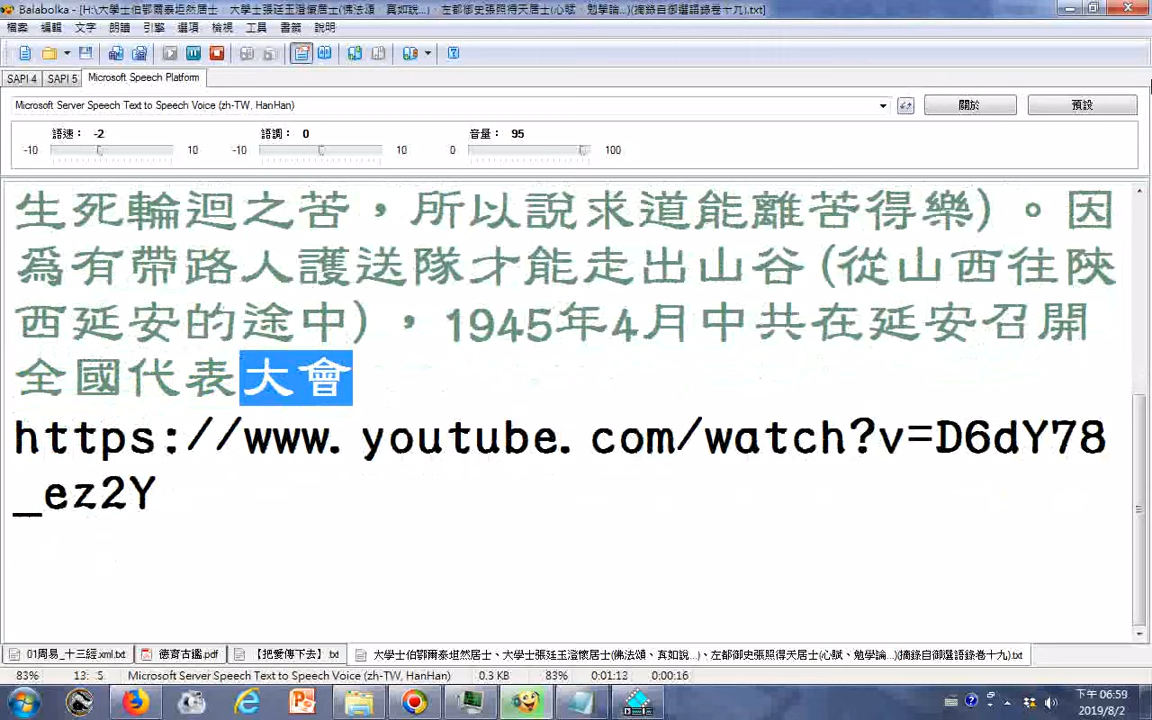 Balabolka - [H:\大學士伯鄂爾泰坦然居士、大學士張廷玉澄懷居士(佛法頌、真如說...)、左都御史張照得天居士(心賦、勉學論...)(摘錄自御選語錄卷十九).txt]
檔案 編輯 文字 朗讀 引擎 選項 檢視 工具 書籤 說明
SAPI 4 SAPI 5 Microsoft Speech Platform
Microsoft Server Speech Text to Speech Voice (zh-TW, HanHan) 關於 預設
語速： -2 語調： 0 音量： 95
-10 10 -10 10 0 100
生死輪迴之苦，所以說求道能離苦得樂)。因
為有帶路人護送隊才能走出山谷(從山西往陝
西延安的途中)，1945年4月中共在延安召開
全國代表大會
https://www.youtube.com/watch?v=D6dY78
_ez2Y
01周易_十三經.xml.txt 德育古鑑.pdf 【把愛傳下去】.txt 大學士伯鄂爾泰坦然居士、大學士張廷玉澄懷居士(佛法頌、真如說...)、左都御史張照得天居士(心賦、勉學論...)(摘錄自御選語錄卷十九).txt
83% 13: 5 Microsoft Server Speech Text to Speech Voice (zh-TW, HanHan) 0.3 KB 83% 0:01:12 0:00:16
下午 06:59
2019/8/2